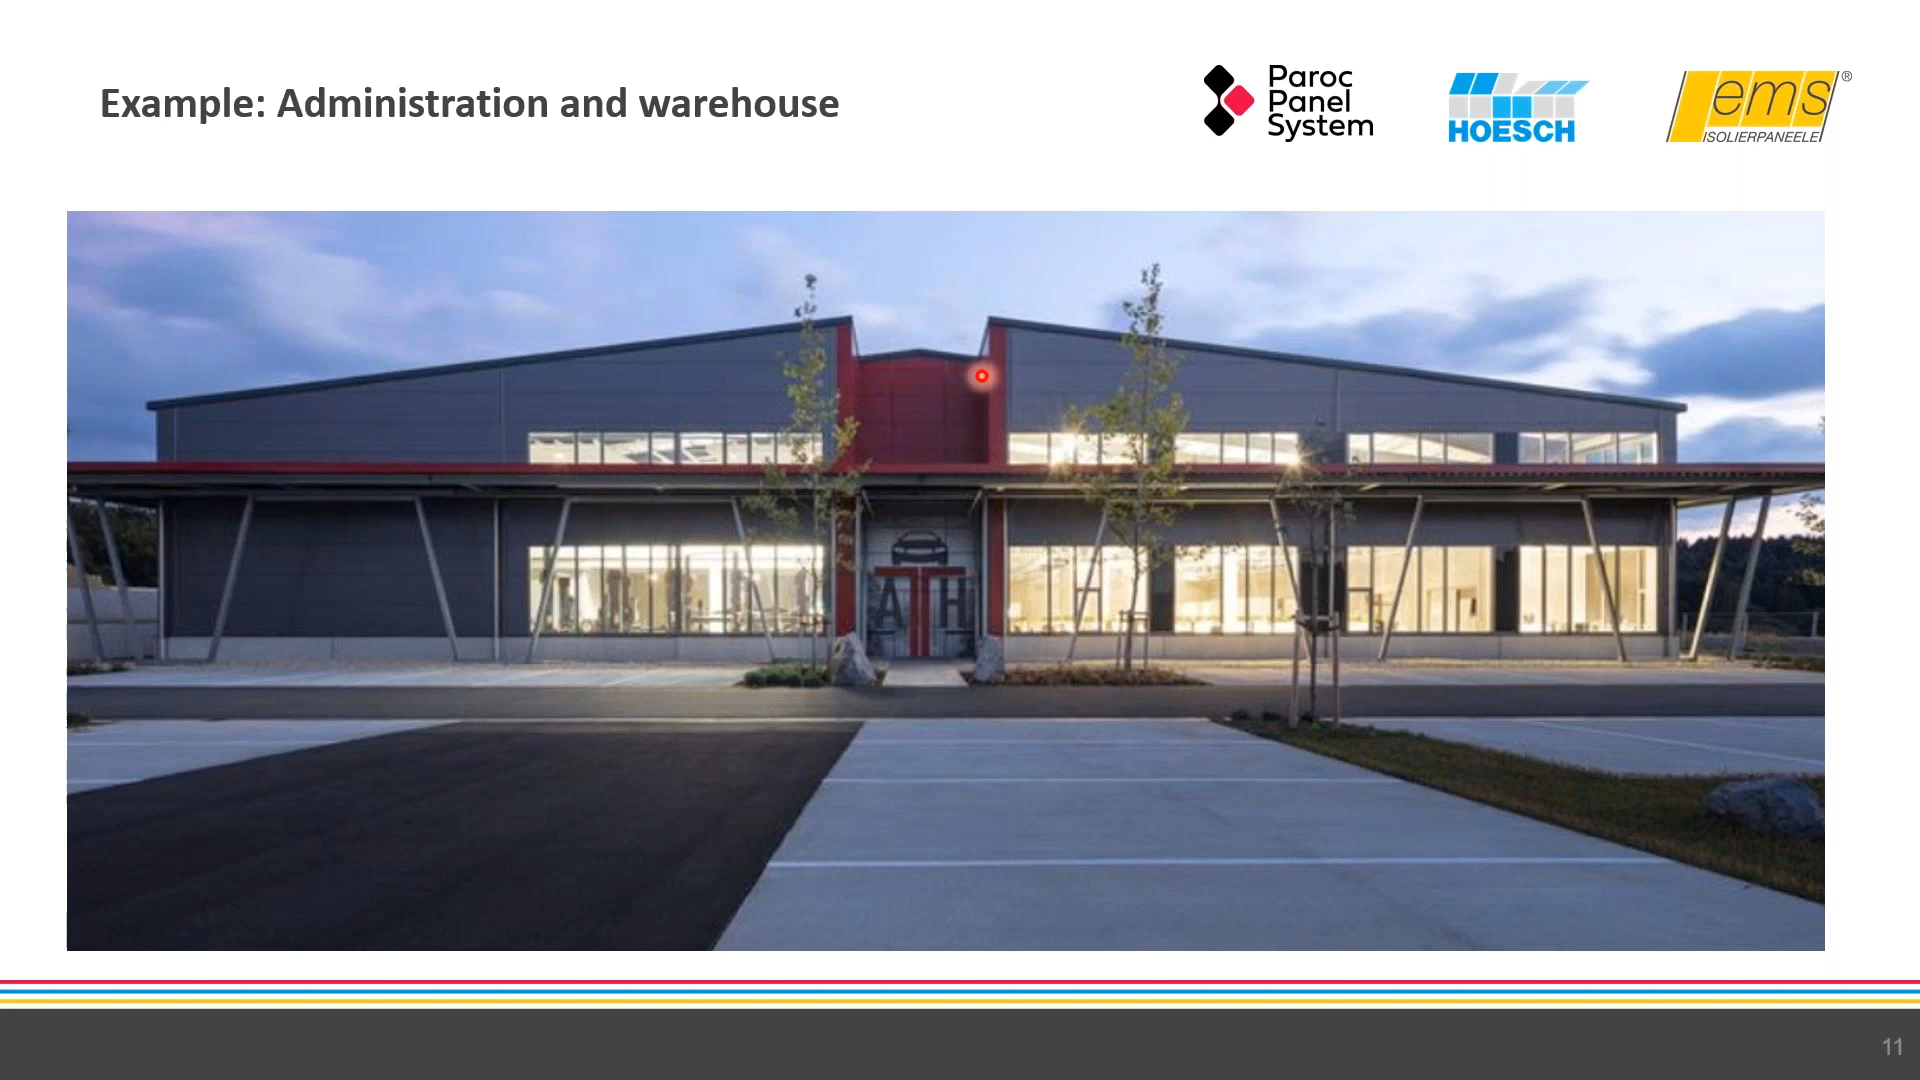 Example: Administration and warehouse
Paroc
Panel
System
HOESCH
ems®
ISOLIERPANEELE
ATH
11